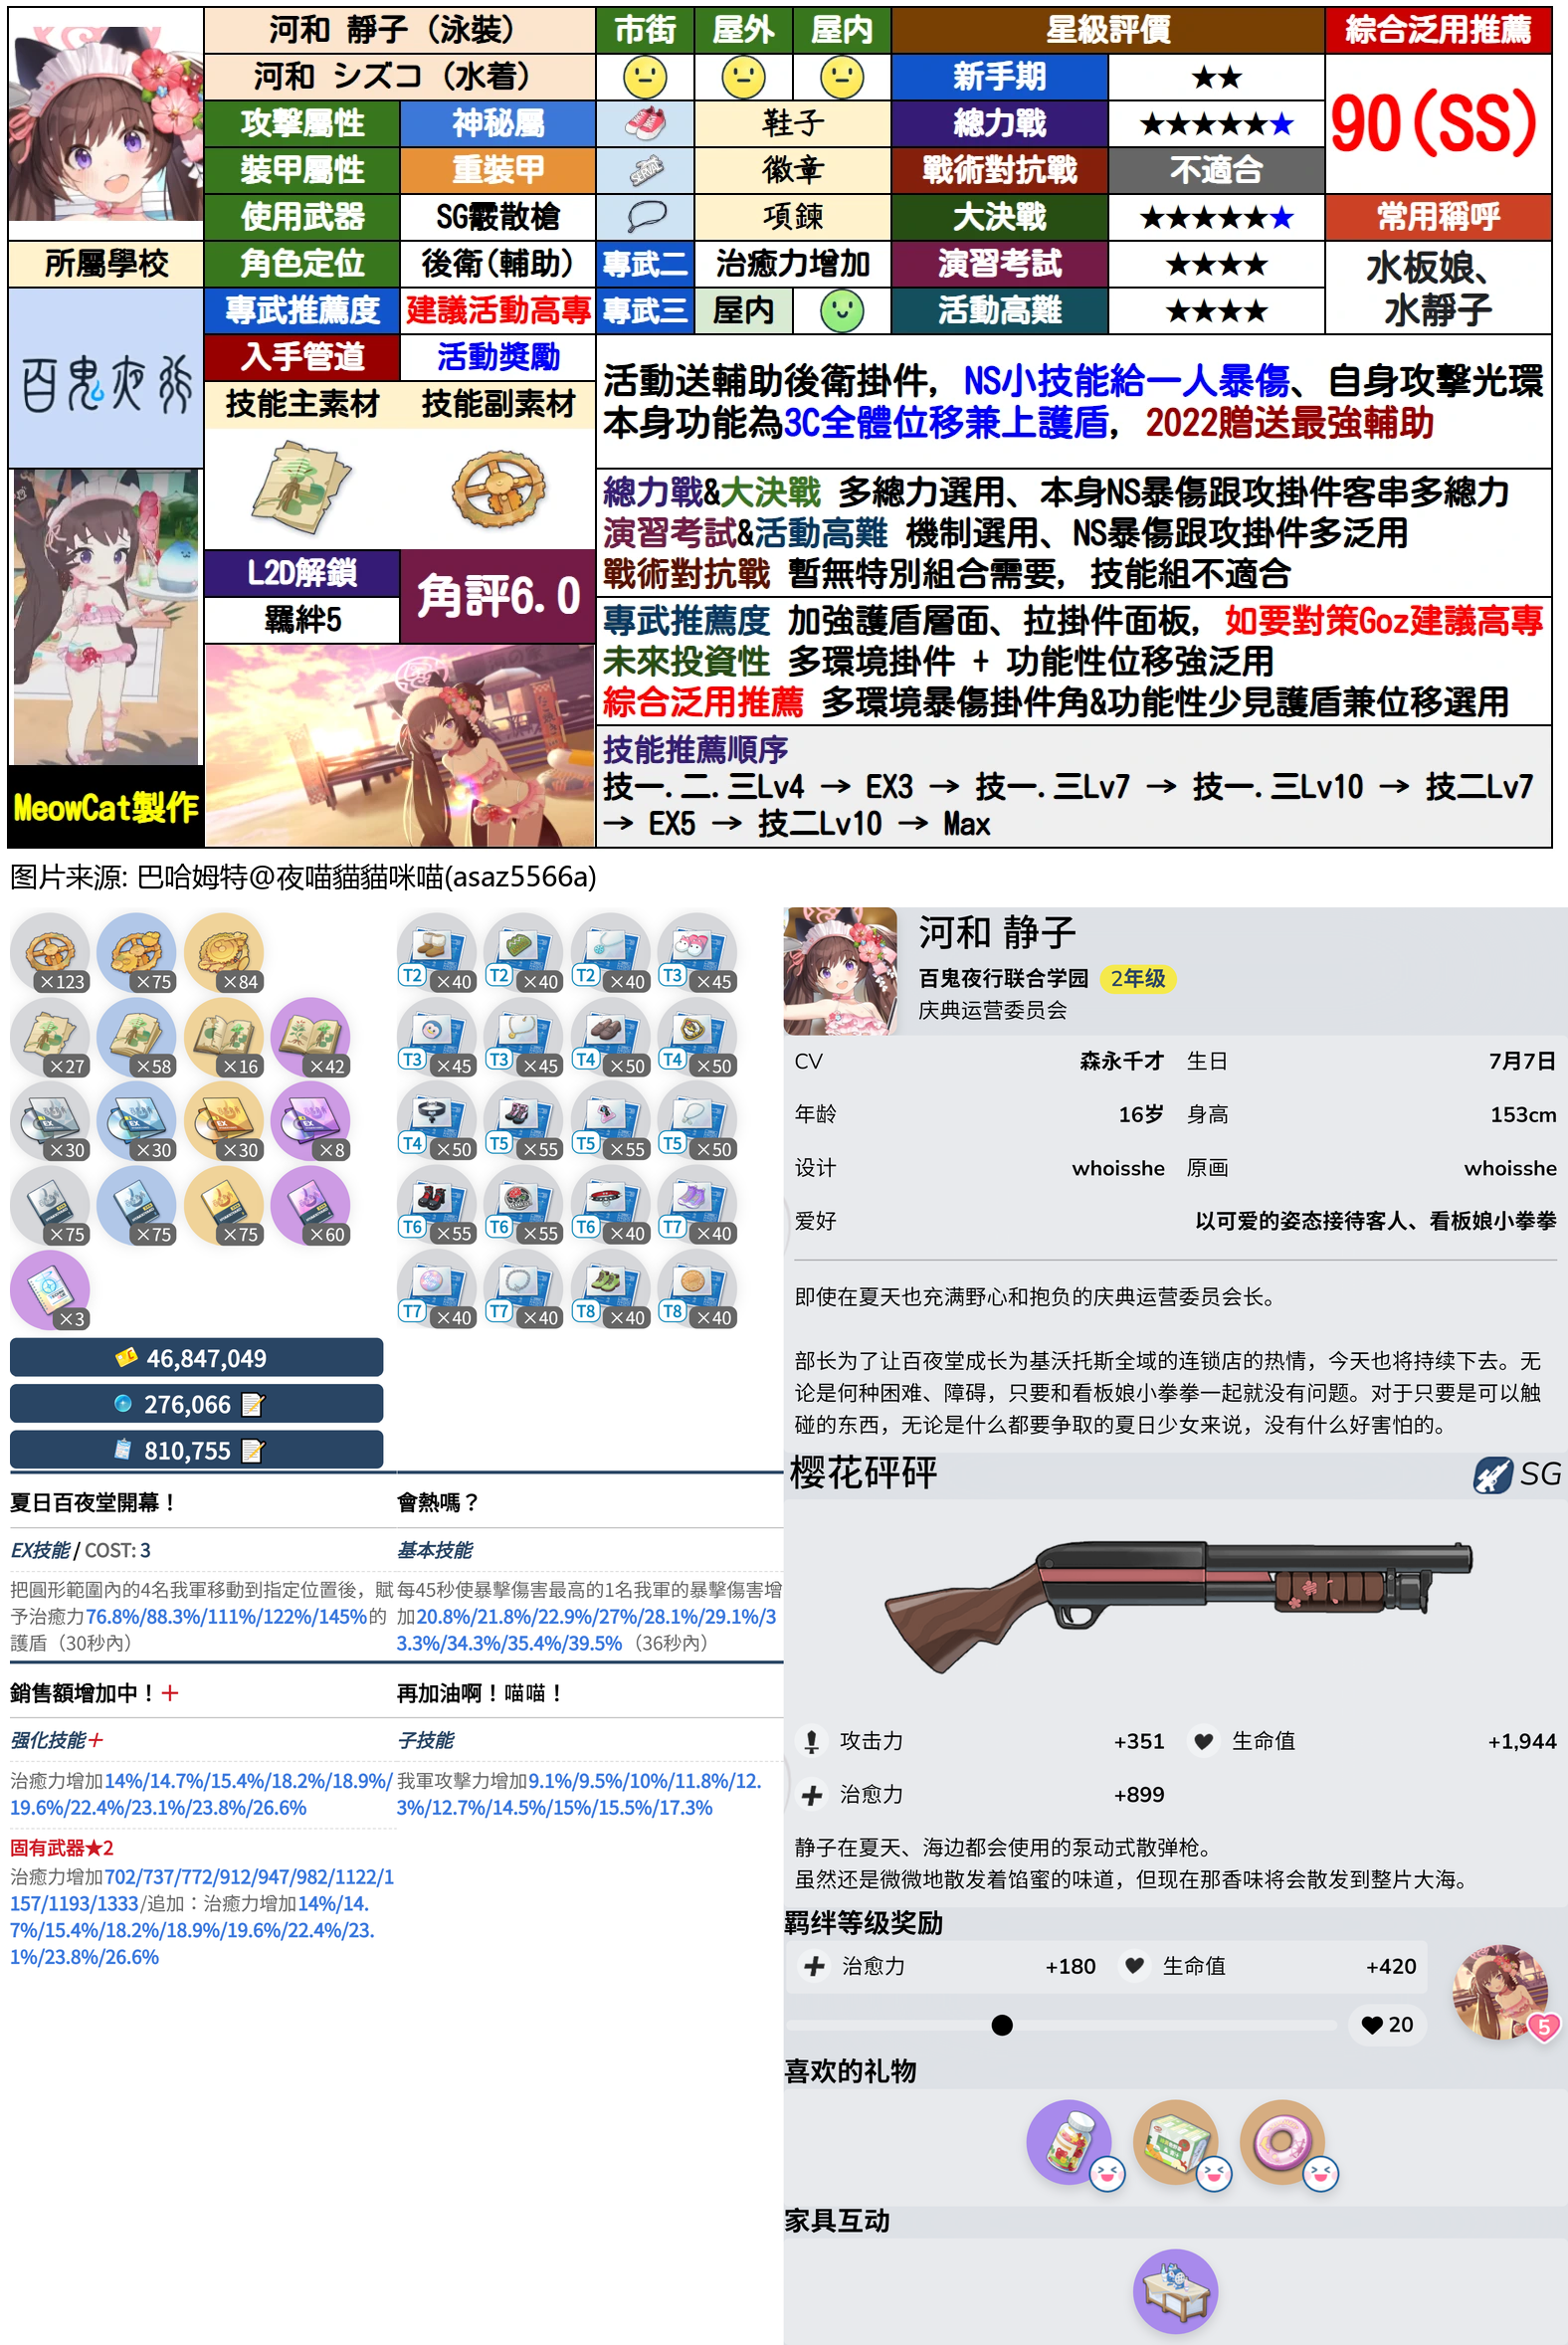 河和 靜子（泳裝）
河和 シズコ（水着）
市街 屋外 屋內
星級評價
綜合泛用推薦
新手期 ★★
90(SS)
攻擊屬性 神秘屬
鞋子
總力戰 ★★★★★★
裝甲屬性 重裝甲
徽章
戰術對抗戰 不適合
使用武器 SG霰散槍
項鍊
大決戰 ★★★★★★
常用稱呼
所屬學校
角色定位 後衛(輔助)
專武二 治癒力增加
演習考試 ★★★★
水板娘、
水靜子
專武推薦度 建議活動高專
專武三 屋內
活動高難 ★★★★
百鬼夜行
入手管道 活動獎勵
技能主素材 技能副素材
活動送輔助後衛掛件, NS小技能給一人暴傷、自身攻擊光環
本身功能為3C全體位移兼上護盾, 2022贈送最強輔助
總力戰&大決戰 多總力選用、本身NS暴傷跟攻掛件客串多總力
演習考試&活動高難 機制選用、NS暴傷跟攻掛件多泛用
戰術對抗戰 暫無特別組合需要, 技能組不適合
L2D解鎖
羈絆5
角評6.0
專武推薦度 加強護盾層面、拉掛件面板, 如要對策Goz建議高專
未來投資性 多環境掛件 + 功能性位移強泛用
綜合泛用推薦 多環境暴傷掛件角&功能性少見護盾兼位移選用
技能推薦順序
技一.二.三Lv4 → EX3 → 技一.三Lv7 → 技一.三Lv10 → 技二Lv7
→ EX5 → 技二Lv10 → Max
MeowCat製作
图片来源: 巴哈姆特@夜喵貓貓咪喵(asaz5566a)
×123 ×75 ×84
×27 ×58 ×16 ×42
×30 ×30 ×30 ×8
×75 ×75 ×75 ×60
×3
46,847,049
276,066
810,755
T2 ×40 T2 ×40 T2 ×40 T3 ×45
T3 ×45 T3 ×45 T4 ×50 T4 ×50
T4 ×50 T5 ×55 T5 ×55 T5 ×50
T6 ×55 T6 ×55 T6 ×40 T7 ×40
T7 ×40 T7 ×40 T8 ×40 T8 ×40
夏日百夜堂開幕！
EX技能 / COST: 3
把圓形範圍內的4名我軍移動到指定位置後，賦
予治癒力76.8%/88.3%/111%/122%/145%的
護盾（30秒內）
會熱嗎？
基本技能
每45秒使暴擊傷害最高的1名我軍的暴擊傷害增
加20.8%/21.8%/22.9%/27%/28.1%/29.1%/3
3.3%/34.3%/35.4%/39.5%（36秒內）
銷售額增加中！＋
强化技能＋
治癒力增加14%/14.7%/15.4%/18.2%/18.9%/
19.6%/22.4%/23.1%/23.8%/26.6%
固有武器★2
治癒力增加702/737/772/912/947/982/1122/1
157/1193/1333/追加：治癒力增加14%/14.
7%/15.4%/18.2%/18.9%/19.6%/22.4%/23.
1%/23.8%/26.6%
再加油啊！喵喵！
子技能
我軍攻擊力增加9.1%/9.5%/10%/11.8%/12.
3%/12.7%/14.5%/15%/15.5%/17.3%
河和 静子
百鬼夜行联合学园 2年级
庆典运营委员会
CV 森永千才 生日 7月7日
年龄 16岁 身高 153cm
设计 whoisshe 原画 whoisshe
爱好 以可爱的姿态接待客人、看板娘小拳拳
即使在夏天也充满野心和抱负的庆典运营委员会长。
部长为了让百夜堂成长为基沃托斯全域的连锁店的热情，今天也将持续下去。无
论是何种困难、障碍，只要和看板娘小拳拳一起就没有问题。对于只要是可以触
碰的东西，无论是什么都要争取的夏日少女来说，没有什么好害怕的。
樱花砰砰 SG
攻击力 +351 生命值 +1,944
治愈力 +899
静子在夏天、海边都会使用的泵动式散弹枪。
虽然还是微微地散发着馅蜜的味道，但现在那香味将会散发到整片大海。
羁绊等级奖励
治愈力 +180 生命值 +420
20
5
喜欢的礼物
家具互动